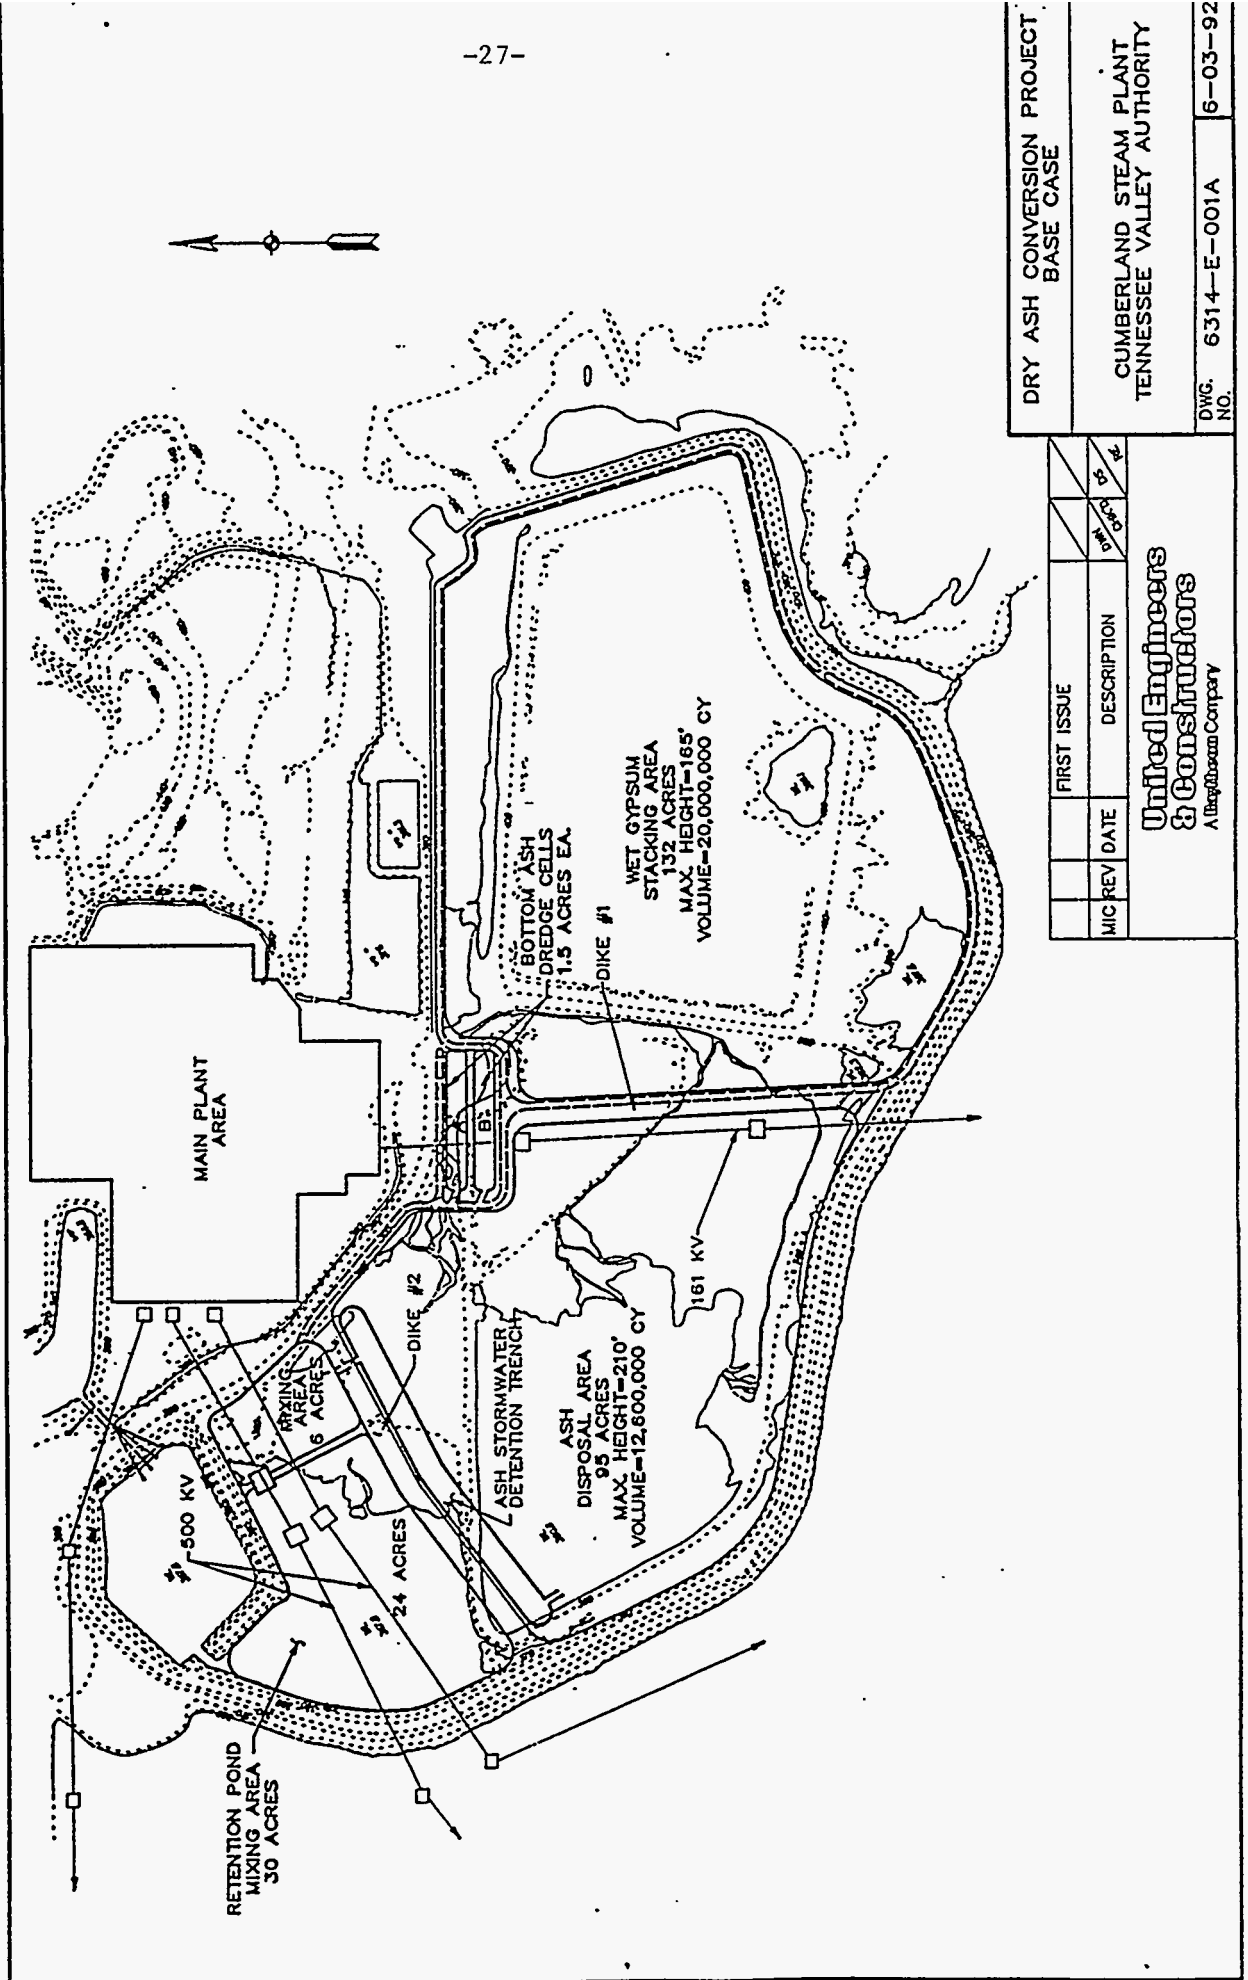 -27-
MAIN PLANT
AREA
500 KV
MIXING
AREA
6 ACRES
24 ACRES
RETENTION POND
MIXING AREA
30 ACRES
DIKE #2
ASH STORMWATER
DETENTION TRENCH
ASH
DISPOSAL AREA
95 ACRES
MAX. HEIGHT=210'
VOLUME=12,600,000 CY
161 KV
BOTTOM ASH
DREDGE CELLS
1.5 ACRES EA.
DIKE #1
WET GYPSUM
STACKING AREA
132 ACRES
MAX. HEIGHT=165'
VOLUME=20,000,000 CY
FIRST ISSUE
MIC REV DATE DESCRIPTION DWN CHK'D DS PE
United Engineers
& Constructors
A Raytheon Company
DRY ASH CONVERSION PROJECT
BASE CASE
CUMBERLAND STEAM PLANT
TENNESSEE VALLEY AUTHORITY
DWG.
NO. 6314-E-001A 6-03-92